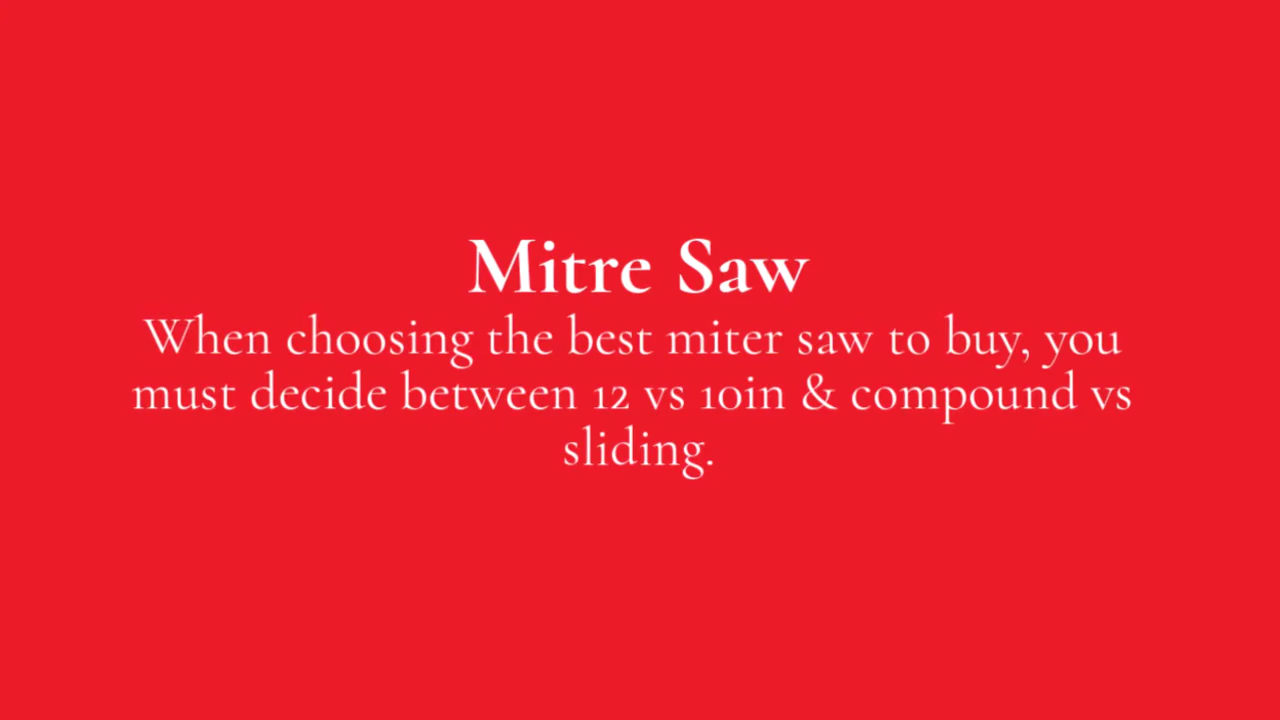 Mitre Saw
When choosing the best miter saw to buy, you
must decide between 12 vs 10in & compound vs
sliding.